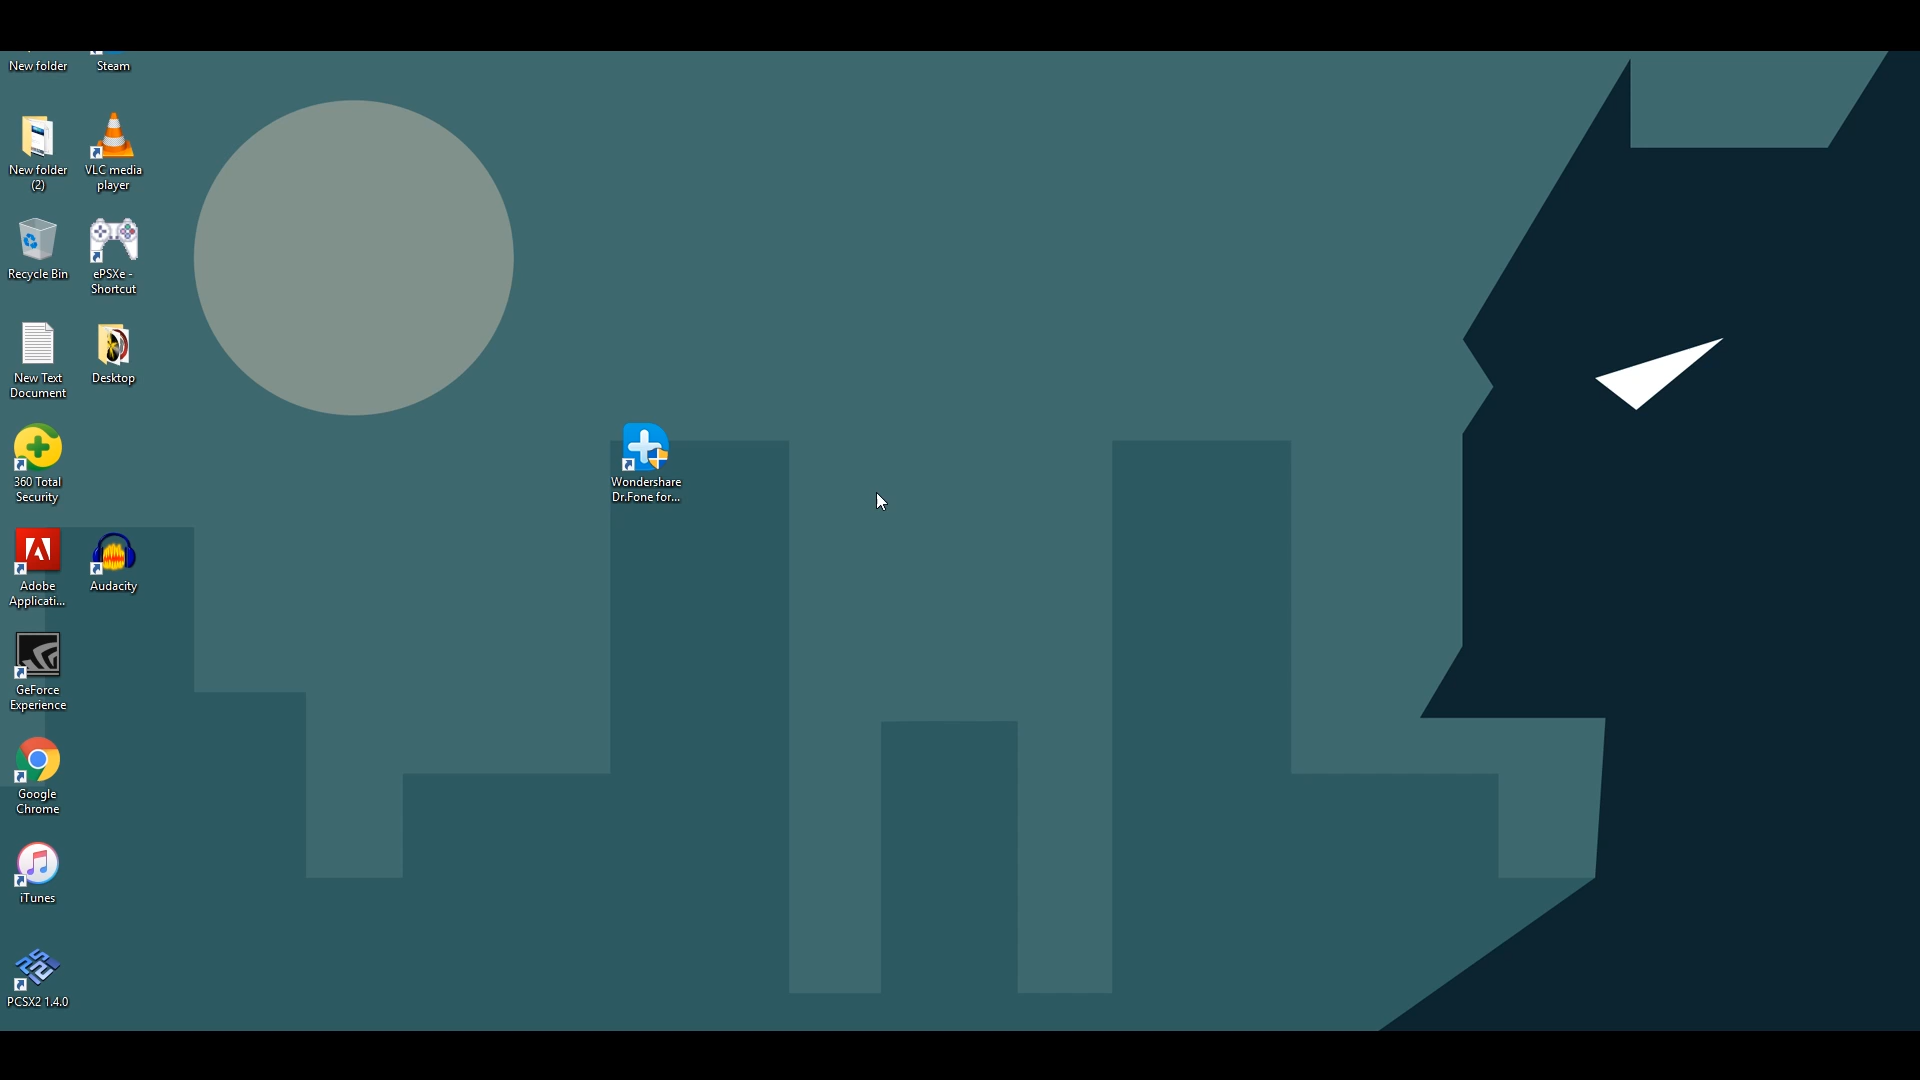 New folder
Steam
New folder
(2)
VLC media
player
Recycle Bin
ePSXe -
Shortcut
New Text
Document
Desktop
360 Total
Security
Wondershare
Dr.Fone for...
Adobe
Applicati...
Audacity
GeForce
Experience
Google
Chrome
iTunes
PCSX2 1.4.0